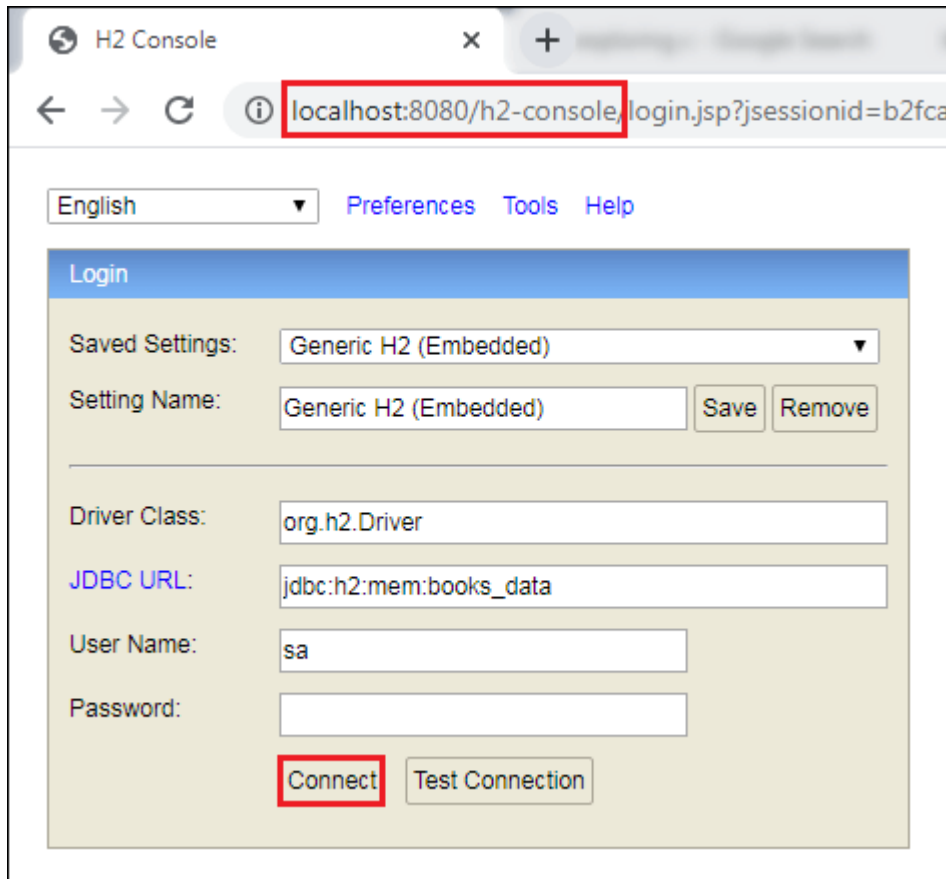 H2 Console
localhost:8080/h2-console/login.jsp?jsessionid=b2fca
English Preferences Tools Help
Login
Saved Settings: Generic H2 (Embedded)
Setting Name: Generic H2 (Embedded) Save Remove
Driver Class: org.h2.Driver
JDBC URL: jdbc:h2:mem:books_data
User Name: sa
Password:
Connect Test Connection